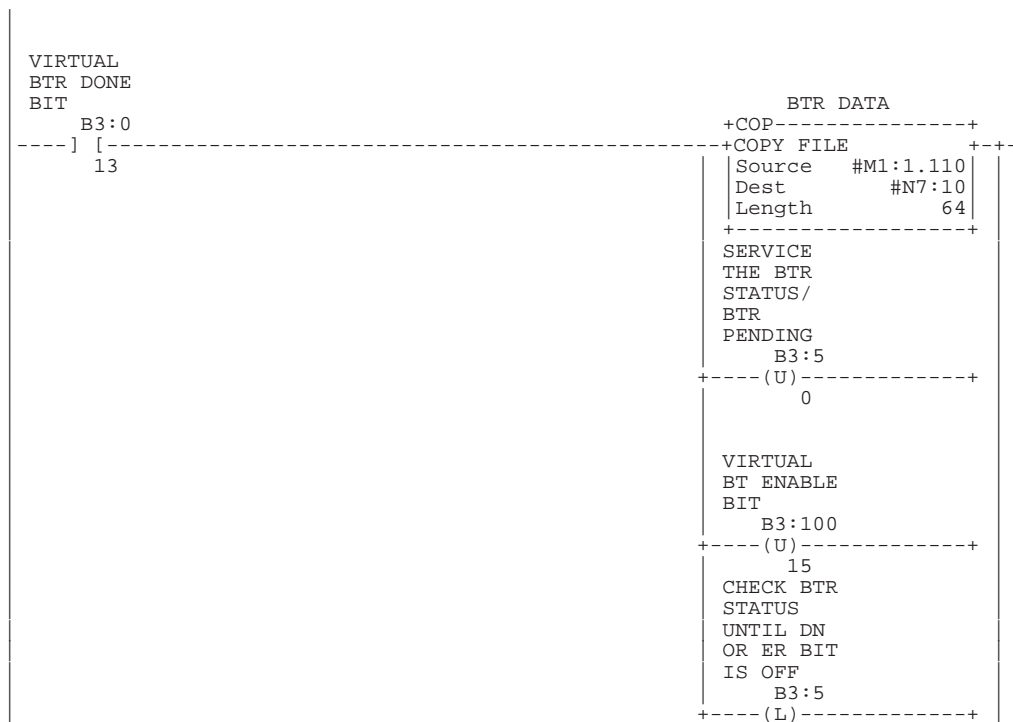 VIRTUAL
BTR DONE
BIT
BTR DATA
B3:0
+COP---------------+
----] [------------------------------------------------+COPY FILE +-+-
13
Source #M1:1.110
Dest #N7:10
Length 64
+------------------+
SERVICE
THE BTR
STATUS/
BTR
PENDING
B3:5
+----(U)-------------+
0
VIRTUAL
BT ENABLE
BIT
B3:100
+----(U)-------------+
15
CHECK BTR
STATUS
UNTIL DN
OR ER BIT
IS OFF
B3:5
+----(L)-------------+